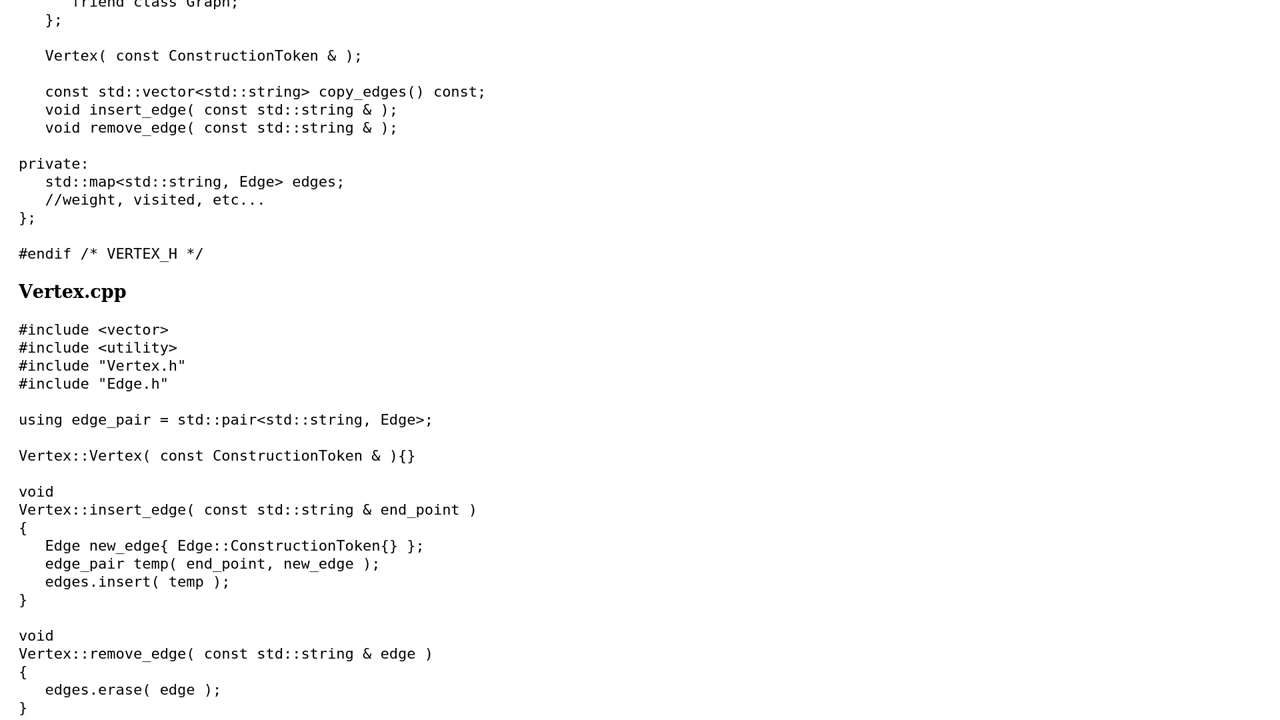 friend class Graph;
};
Vertex( const ConstructionToken & );
const std::vector<std::string> copy_edges() const;
void insert_edge( const std::string & );
void remove_edge( const std::string & );
private:
std::map<std::string, Edge> edges;
//weight, visited, etc...
};
#endif /* VERTEX_H */
Vertex.cpp
#include <vector>
#include <utility>
#include "Vertex.h"
#include "Edge.h"
using edge_pair = std::pair<std::string, Edge>;
Vertex::Vertex( const ConstructionToken & ){}
void
Vertex::insert_edge( const std::string & end_point )
{
Edge new_edge{ Edge::ConstructionToken{} };
edge_pair temp( end_point, new_edge );
edges.insert( temp );
}
void
Vertex::remove_edge( const std::string & edge )
{
edges.erase( edge );
}